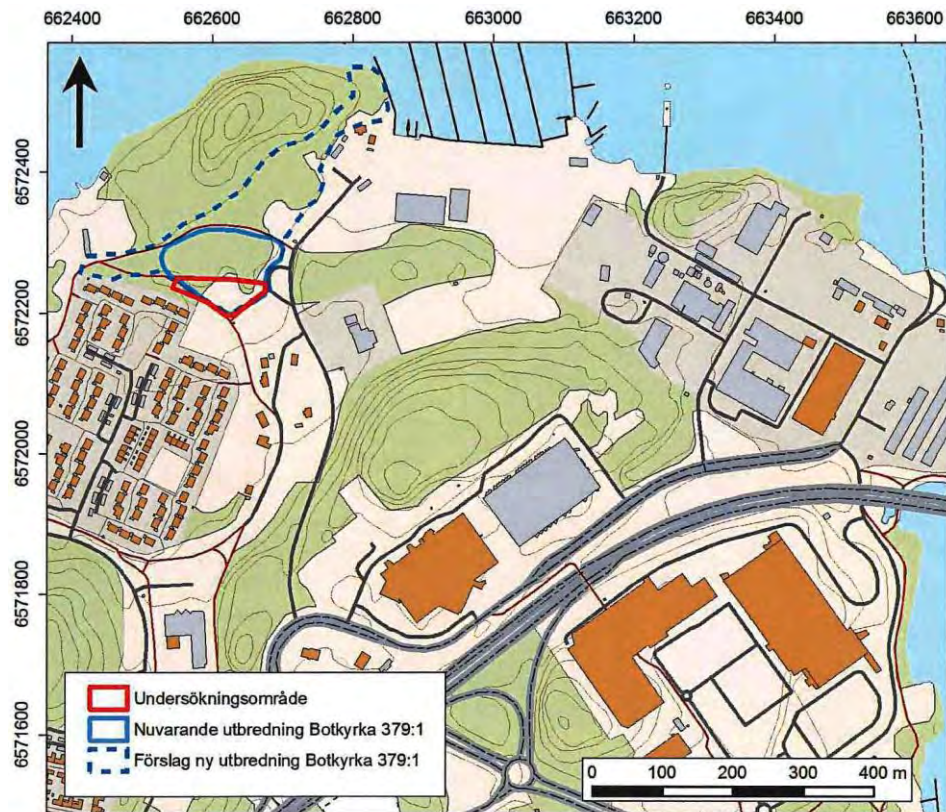 662400 662600 662800 663000 663200 663400 663600
6572400
6572200
6572000
6571800
6571600
Undersökningsområde
Nuvarande utbredning Botkyrka 379:1
Förslag ny utbredning Botkyrka 379:1
0 100 200 300 400 m